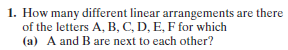 1. How many different linear arrangements are there
of the letters A, B, C, D, E, F for which
(a) A and B are next to each other?